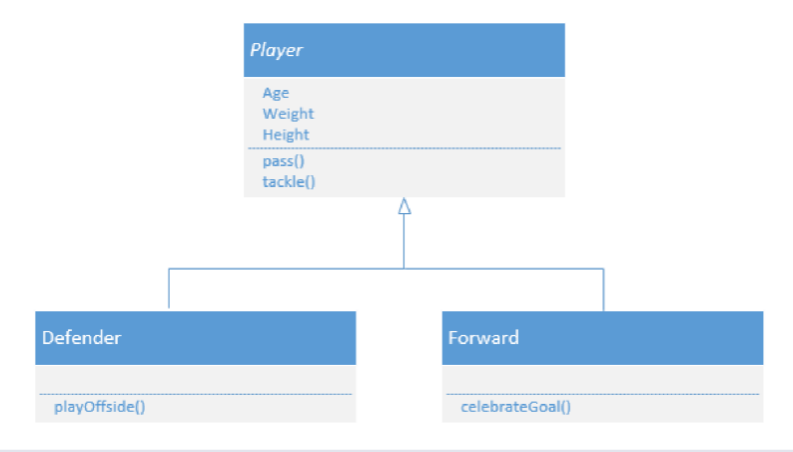 Player
Age
Weight
Height
pass()
tackle()
Defender
playOffside()
Forward
celebrateGoal()